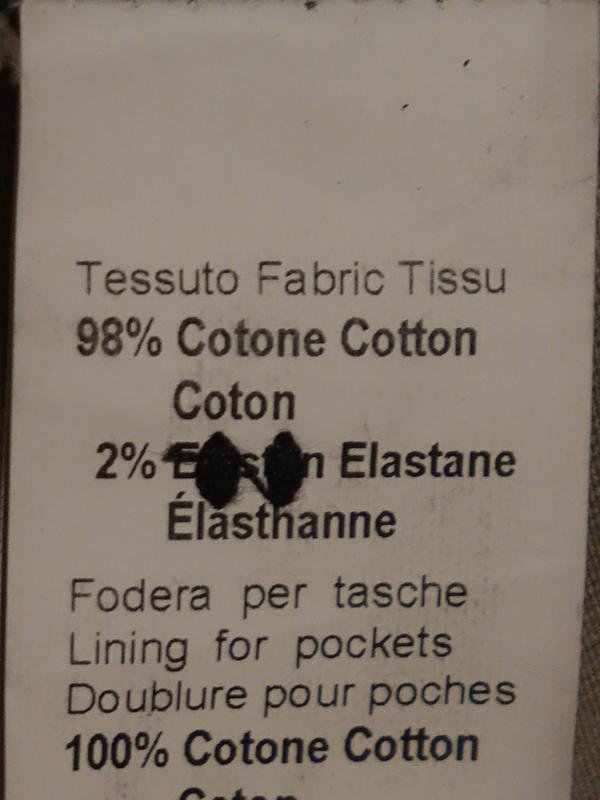 Tessuto Fabric Tissu
98% Cotone Cotton
Coton
2% Elastane
Élasthanne
Fodera per tasche
Lining for pockets
Doublure pour poches
100% Cotone Cotton